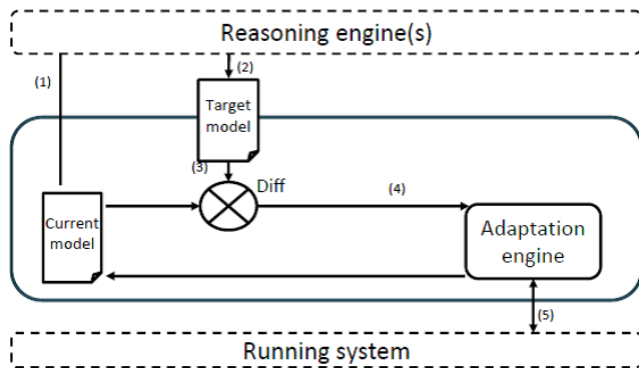 Reasoning engine(s)
(1)
(2)
Target
model
(3)
Diff
(4)
Current
model
Adaptation
engine
(5)
Running system